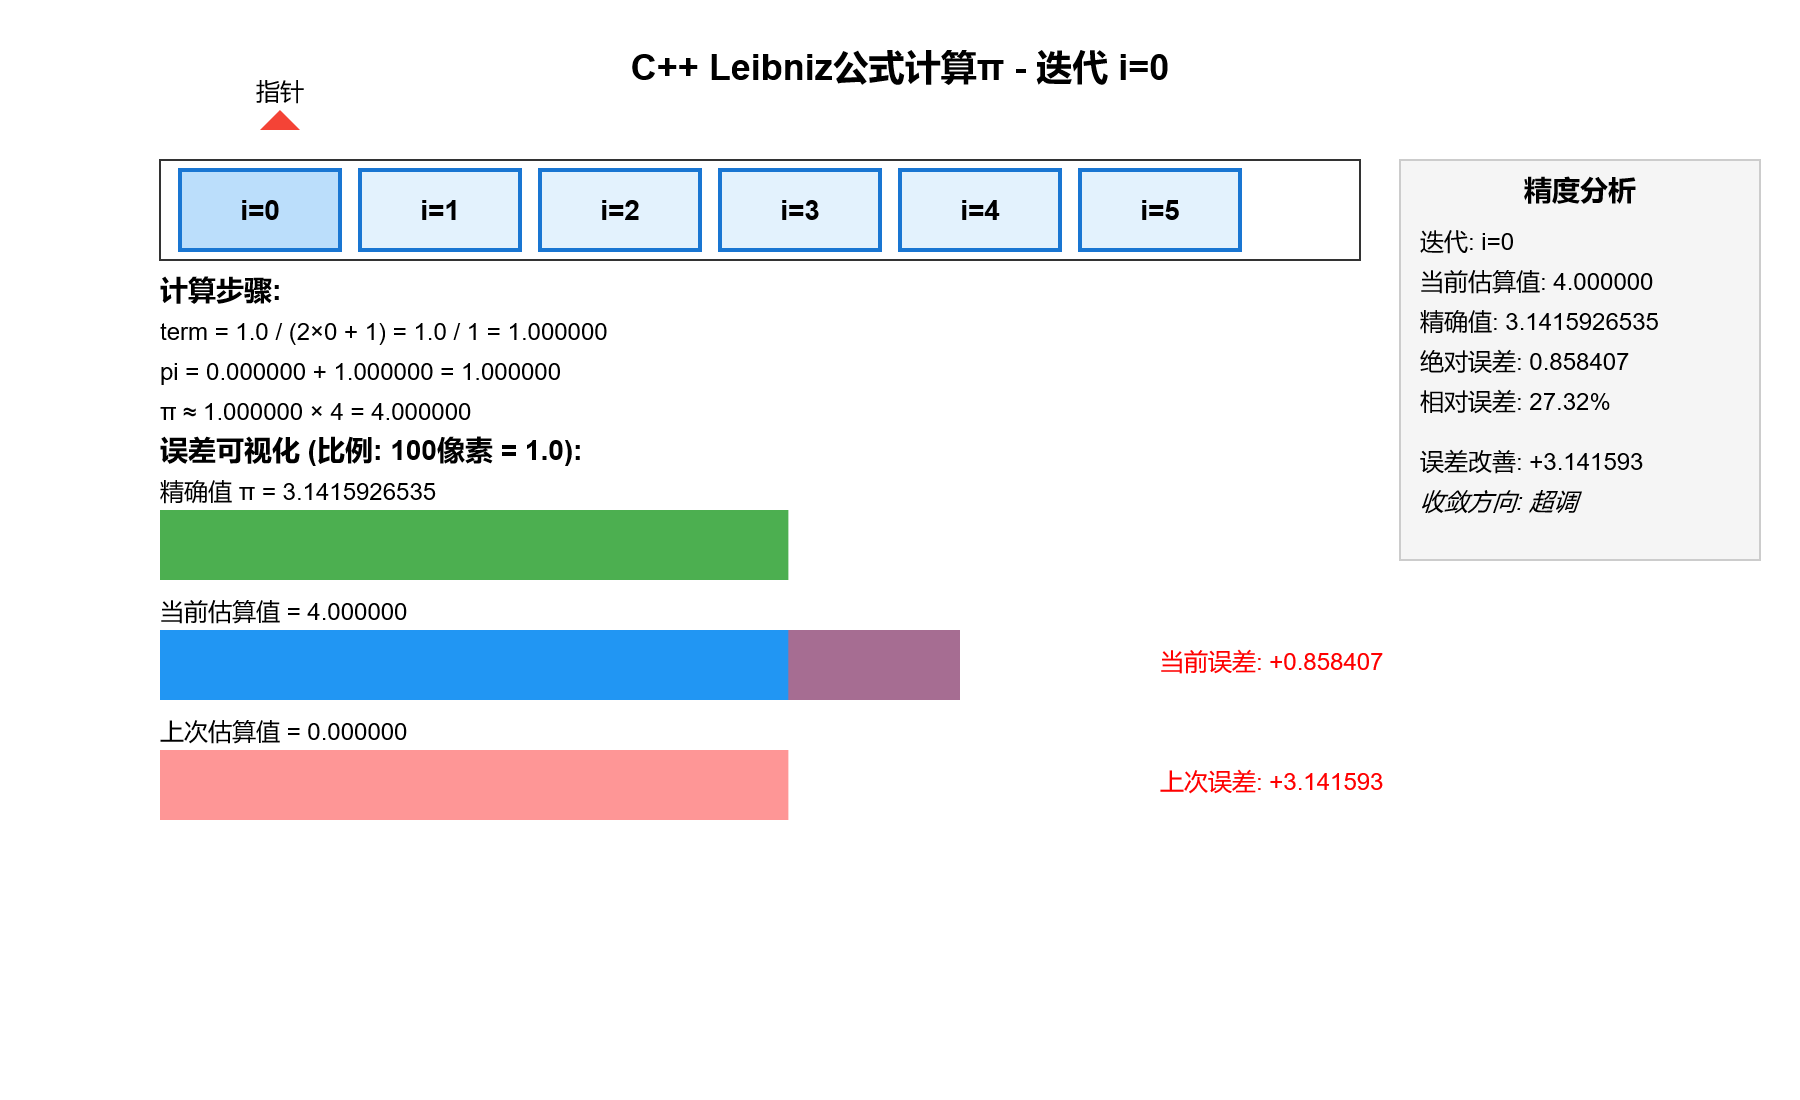 C++ Leibniz公式计算π - 迭代 i=0
指针
i=0
i=1
i=2
i=3
i=4
i=5
计算步骤:
term = 1.0 / (2×0 + 1) = 1.0 / 1 = 1.000000
pi = 0.000000 + 1.000000 = 1.000000
π ≈ 1.000000 × 4 = 4.000000
误差可视化 (比例: 100像素 = 1.0):
精确值 π = 3.1415926535
当前估算值 = 4.000000
当前误差: +0.858407
上次估算值 = 0.000000
上次误差: +3.141593
精度分析
迭代: i=0
当前估算值: 4.000000
精确值: 3.1415926535
绝对误差: 0.858407
相对误差: 27.32%
误差改善: +3.141593
收敛方向: 超调